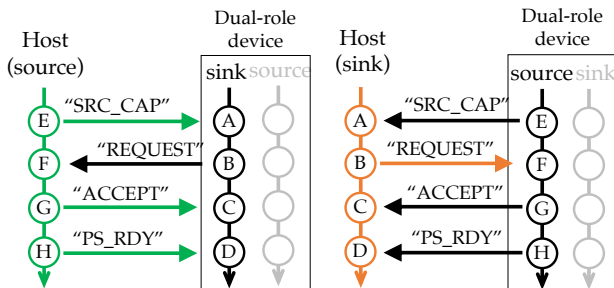 Host
(source)
Dual-role
device
sink source
E "SRC_CAP" A
F "REQUEST" B
G "ACCEPT" C
H "PS_RDY" D
Host
(sink)
Dual-role
device
source sink
A "SRC_CAP" E
B "REQUEST" F
C "ACCEPT" G
D "PS_RDY" H